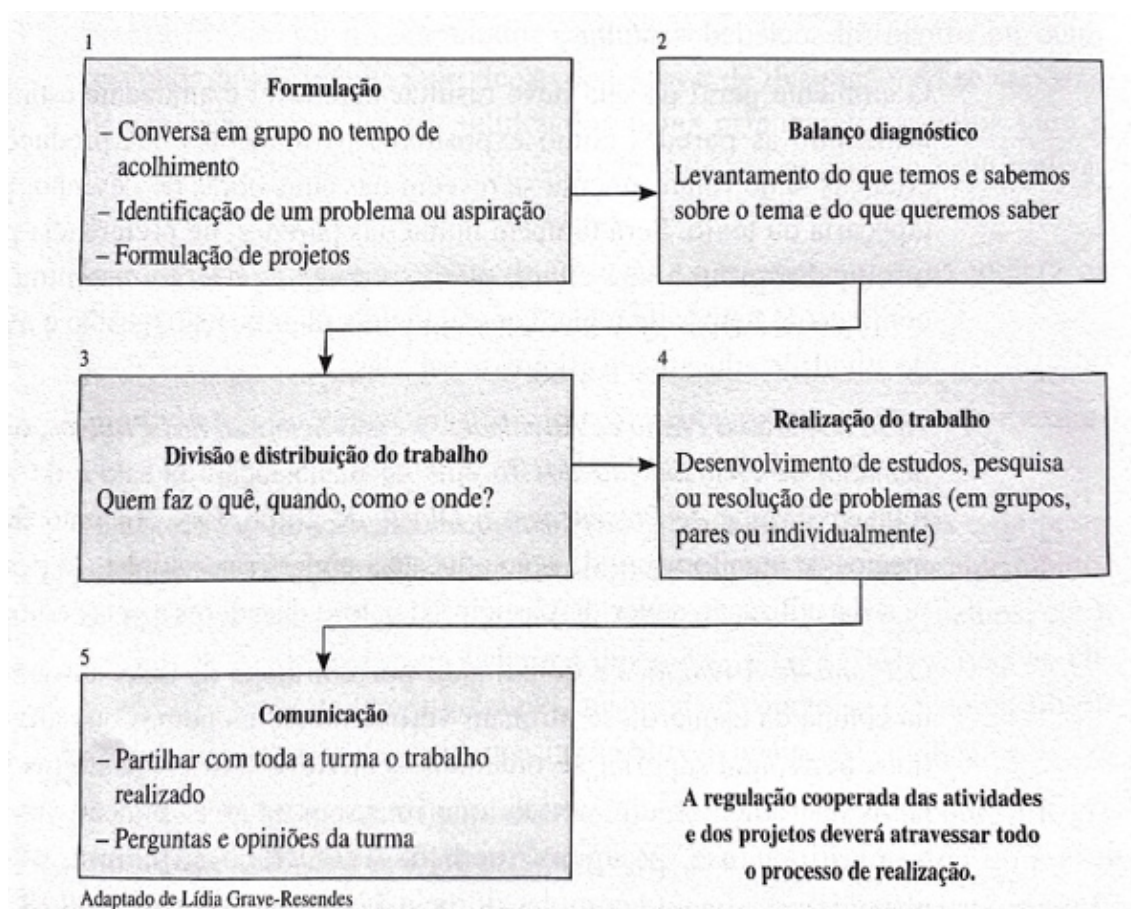 1
Formulação
– Conversa em grupo no tempo de
acolhimento
– Identificação de um problema ou aspiração
– Formulação de projetos
2
Balanço diagnóstico
Levantamento do que temos e sabemos
sobre o tema e do que queremos saber
3
Divisão e distribuição do trabalho
Quem faz o quê, quando, como e onde?
4
Realização do trabalho
Desenvolvimento de estudos, pesquisa
ou resolução de problemas (em grupos,
pares ou individualmente)
5
Comunicação
– Partilhar com toda a turma o trabalho
realizado
– Perguntas e opiniões da turma
A regulação cooperada das atividades
e dos projetos deverá atravessar todo
o processo de realização.
Adaptado de Lídia Grave-Resendes